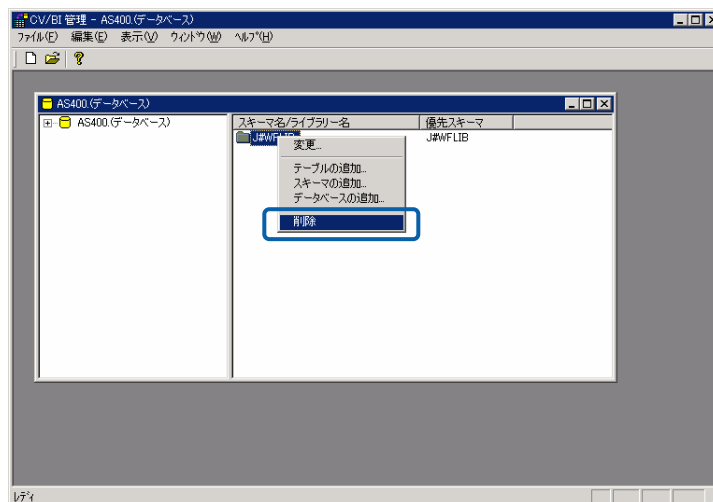 CV/BI 管理 - AS400.(データベース)
ファイル(F) 編集(E) 表示(V) ウィンドウ(W) ヘルプ(H)
AS400.(データベース)
AS400.(データベース)
スキーマ名/ライブラリー名 優先スキーマ
J#WFLIB J#WFLIB
変更...
テーブルの追加...
スキーマの追加...
データベースの追加...
削除
レディ